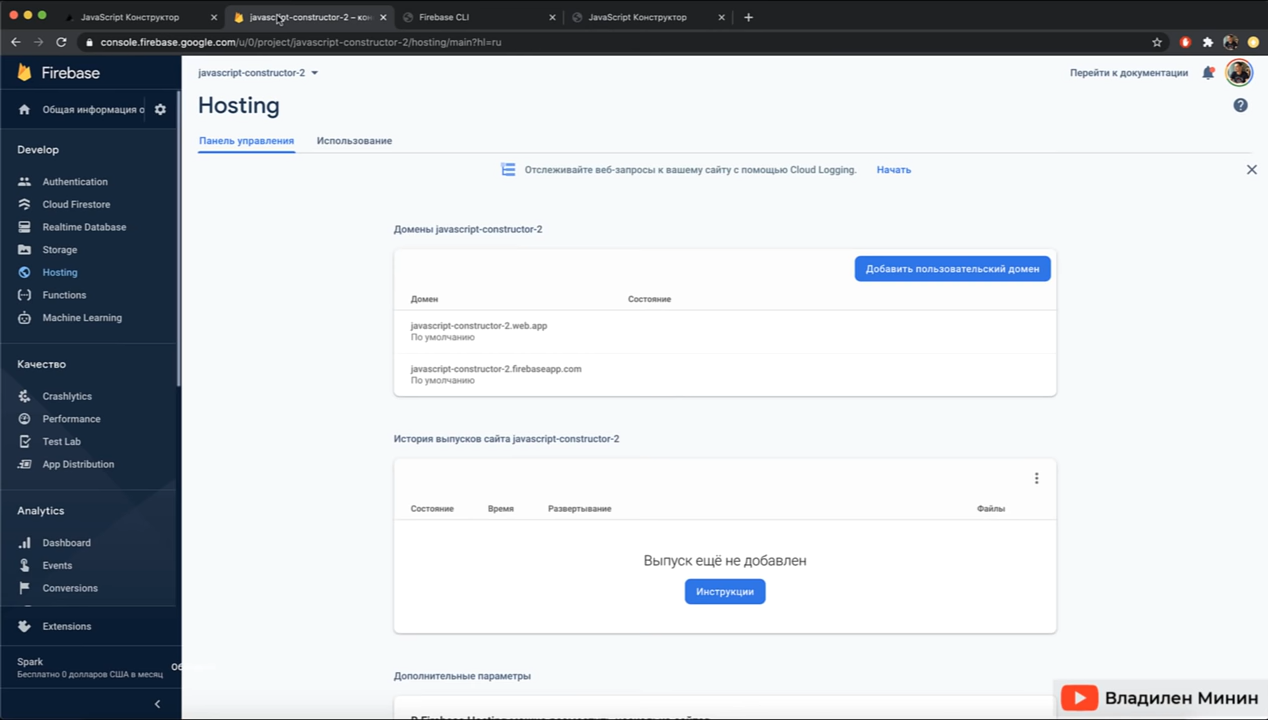 JavaScript Конструктор
javascript-constructor-2 – кон
Firebase CLI
JavaScript Конструктор
console.firebase.google.com/u/0/project/javascript-constructor-2/hosting/main?hl=ru
Firebase
Общая информация о
Develop
Authentication
Cloud Firestore
Realtime Database
Storage
Hosting
Functions
Machine Learning
Качество
Crashlytics
Performance
Test Lab
App Distribution
Analytics
Dashboard
Events
Conversions
Extensions
Spark
Бесплатно 0 долларов США в месяц
javascript-constructor-2
Перейти к документации
Hosting
Панель управления
Использование
Отслеживайте веб-запросы к вашему сайту с помощью Cloud Logging.
Начать
Домены javascript-constructor-2
Добавить пользовательский домен
Домен
Состояние
javascript-constructor-2.web.app
По умолчанию
javascript-constructor-2.firebaseapp.com
По умолчанию
История выпусков сайта javascript-constructor-2
Состояние
Время
Развертывание
Файлы
Выпуск ещё не добавлен
Инструкции
Дополнительные параметры
Владилен Минин